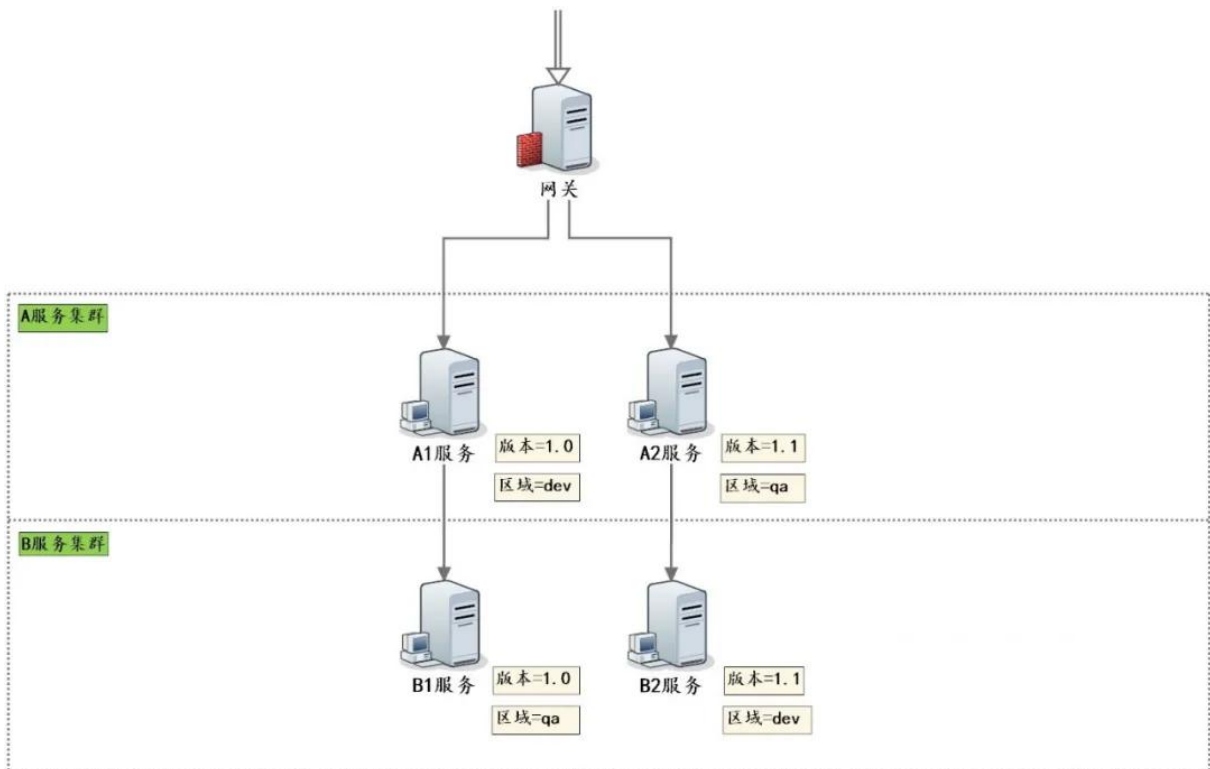 网关
A服务集群
A1服务
版本=1.0
区域=dev
A2服务
版本=1.1
区域=qa
B服务集群
B1服务
版本=1.0
区域=qa
B2服务
版本=1.1
区域=dev